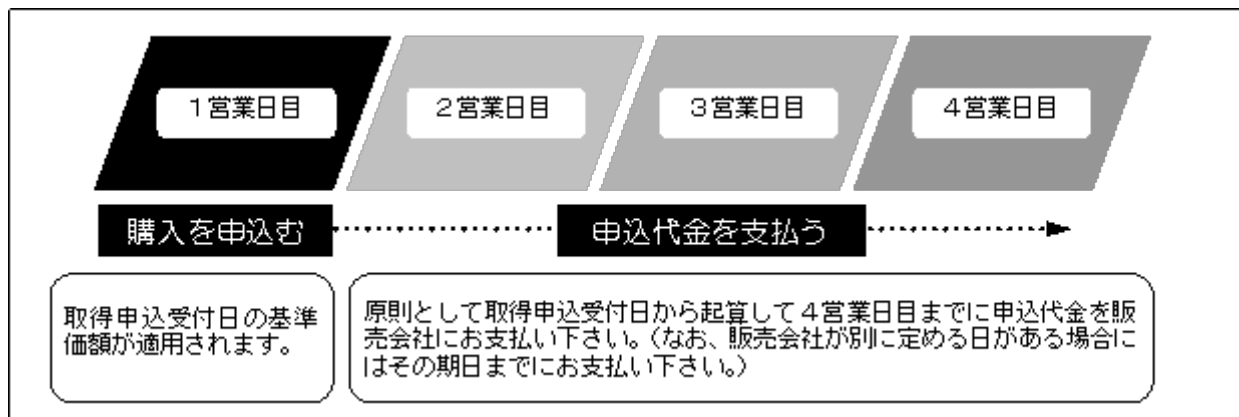 １営業日目
２営業日目
３営業日目
４営業日目
購入を申込む
申込代金を支払う
取得申込受付日の基準
価額が適用されます。
原則として取得申込受付日から起算して４営業日目までに申込代金を販
売会社にお支払い下さい。（なお、販売会社が別に定める日がある場合に
はその期日までにお支払い下さい。）